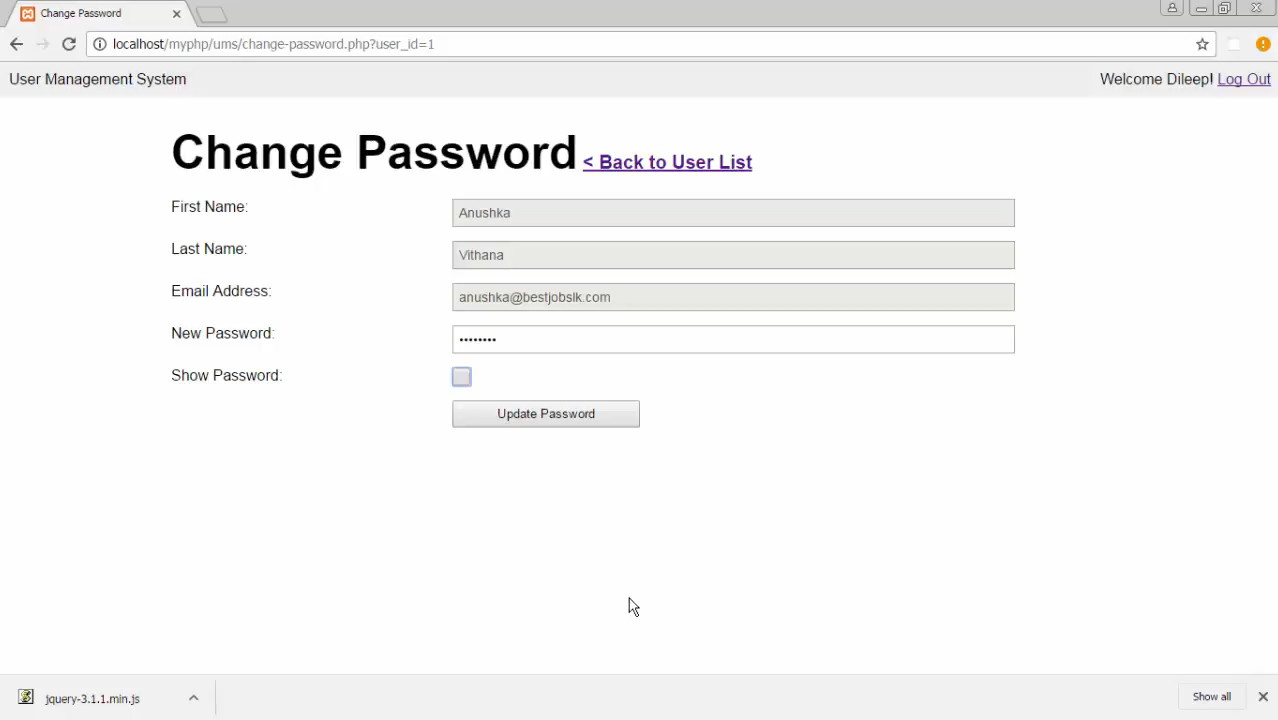 Change Password
localhost/myphp/ums/change-password.php?user_id=1
User Management System
Welcome Dileep! Log Out
Change Password < Back to User List
First Name: Anushka
Last Name: Vithana
Email Address: anushka@bestjobslk.com
New Password: ••••••••
Show Password:
Update Password
jquery-3.1.1.min.js
Show all